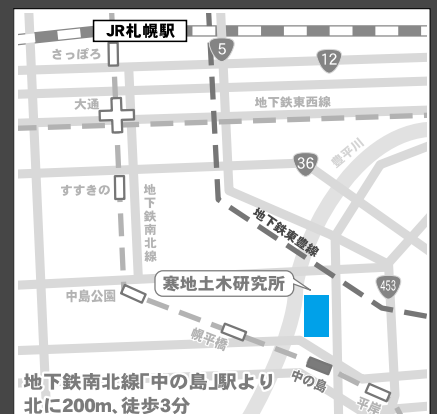 JR札幌駅
さっぽろ
5
12
大通
地下鉄東西線
豊平川
36
すすきの
地下鉄南北線
地下鉄東豊線
寒地土木研究所
453
中島公園
幌平橋
中の島
平岸
地下鉄南北線「中の島」駅より
北に200m、徒歩3分